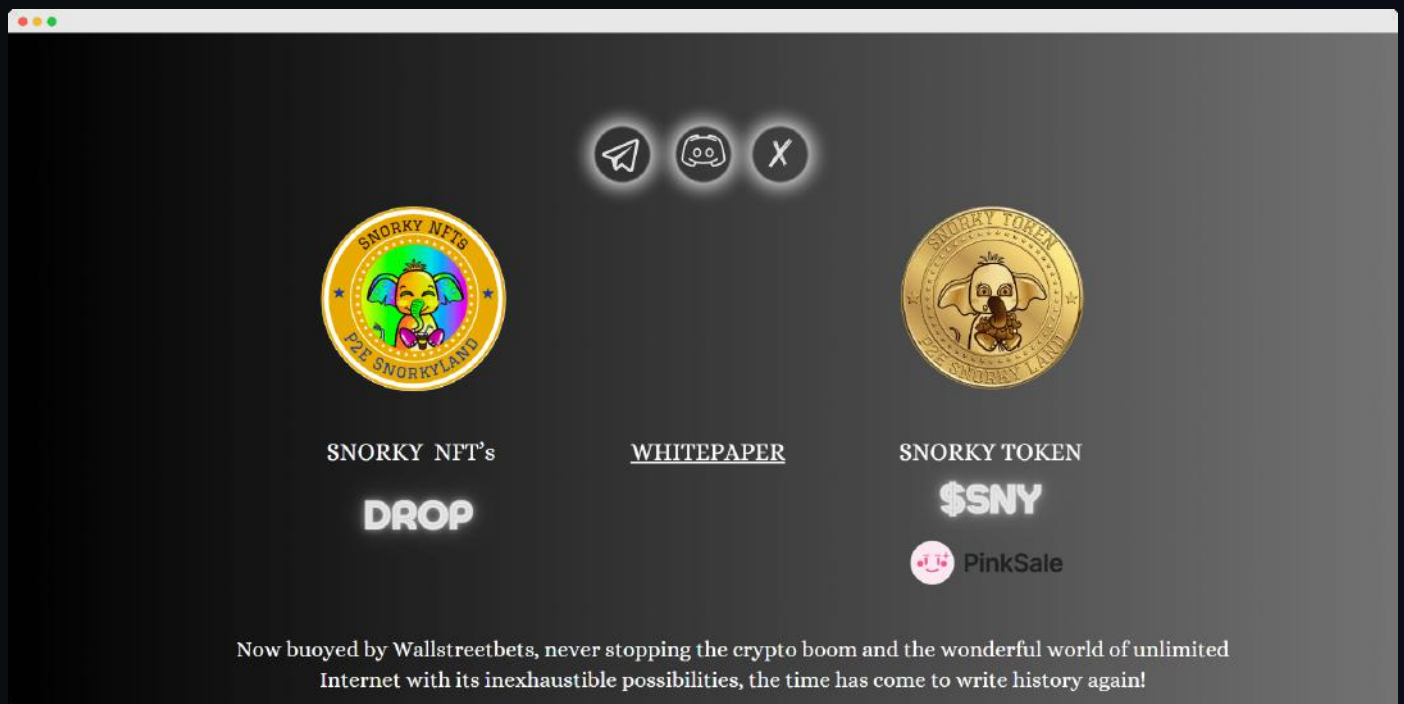 X
SNORKY NFTs
P2E SNORKYLAND
SNORKY TOKEN
P2E SNORKY LAND
SNORKY NFT’s
WHITEPAPER
SNORKY TOKEN
DROP
$SNY
PinkSale
Now buoyed by Wallstreetbets, never stopping the crypto boom and the wonderful world of unlimited
Internet with its inexhaustible possibilities, the time has come to write history again!